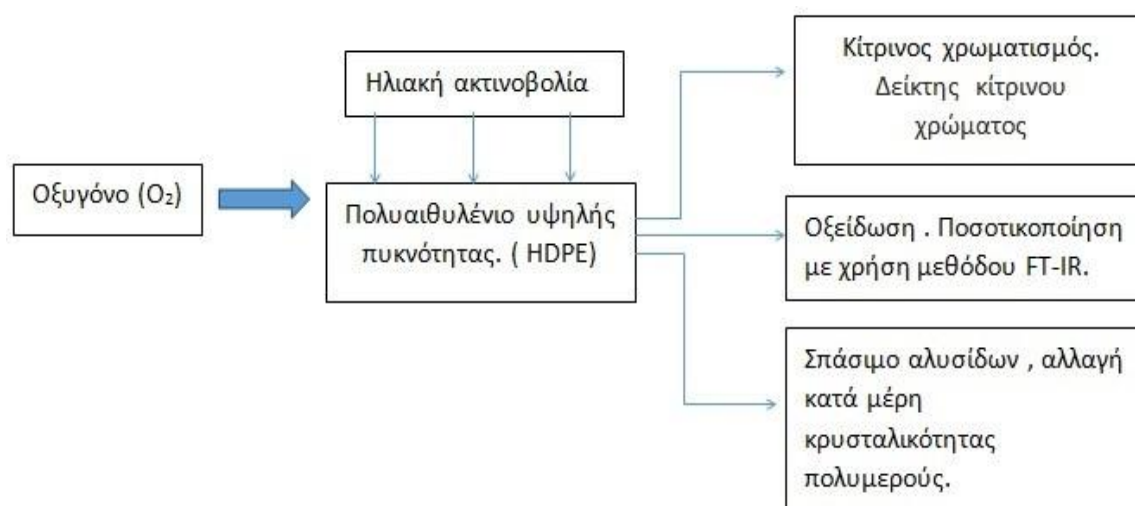 Ηλιακή ακτινοβολία
Οξυγόνο (O₂)
Πολυαιθυλένιο υψηλής
πυκνότητας. ( HDPE)
Κίτρινος χρωματισμός.
Δείκτης κίτρινου
χρώματος
Οξείδωση . Ποσοτικοποίηση
με χρήση μεθόδου FT-IR.
Σπάσιμο αλυσίδων , αλλαγή
κατά μέρη
κρυσταλικότητας
πολυμερούς.